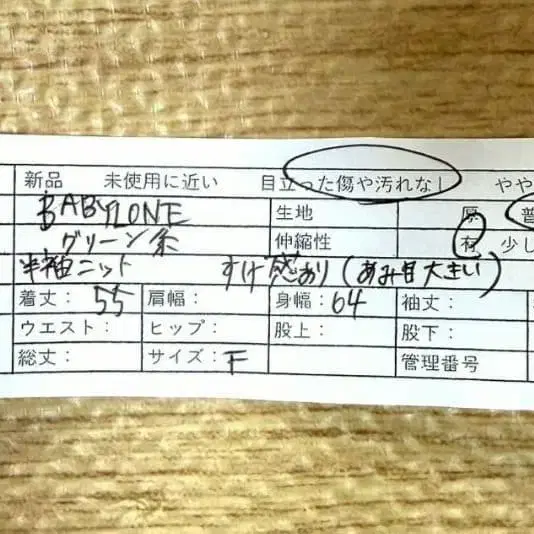 新品 未使用に近い 目立った傷や汚れなし やや
BABYLONE 生地 厚 普
グリーン系 伸縮性 有 少し
半袖ニット すけ感あり(あみ目大きい)
着丈:55 肩幅: 身幅:64 袖丈:
ウエスト: ヒップ: 股上: 股下:
総丈: サイズ:F 管理番号